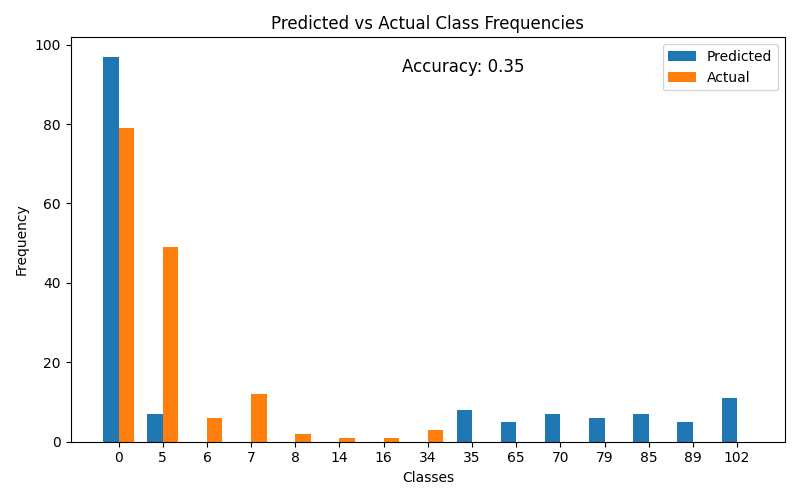 Predicted vs Actual Class Frequencies
100
80
60
40
20
0
Frequency
Accuracy: 0.35
Predicted
Actual
0 5 6 7 8 14 16 34 35 65 70 79 85 89 102
Classes